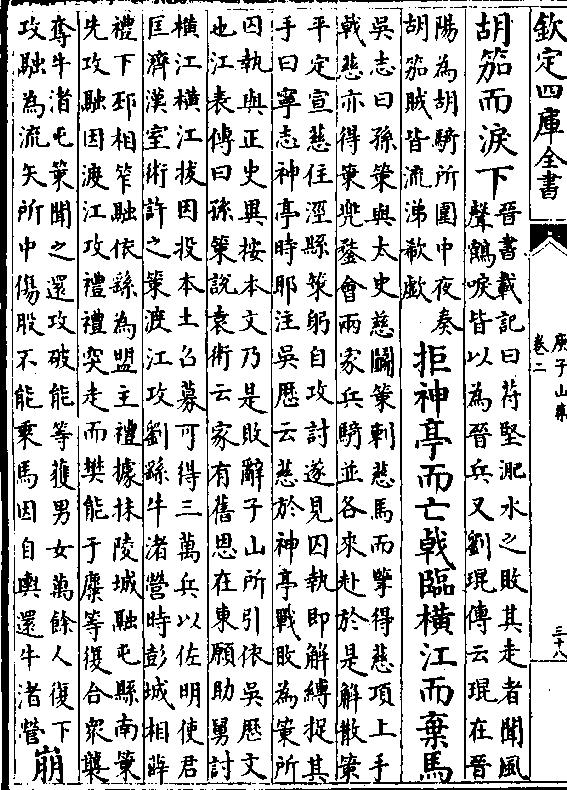 欽定四庫全書
庾子山集
卷二
三十八
胡笳而淚下
晉書載記曰苻堅淝水之敗其走者聞風
聲鶴唳皆以為晉兵又劉琨傳云琨在晉
陽為胡騎所圍中夜奏
胡笳賊皆流涕歔欷
拒神亭而亡戟臨橫江而棄馬
吳志曰孫策與太史慈鬭策刺慈馬而擥得慈項上手
戟慈亦得策兜鍪會兩家兵騎並各來赴於是解散策
平定宣慈住涇縣策躬自攻討遂見囚執即解縛捉其
手曰寧志神亭時耶注吳歴云慈於神亭戰敗為策所
囚執與正史異按本文乃是敗辭子山所引依吳歴文
也江表傳曰孫策說袁術云家有舊恩在東願助舅討
橫江橫江拔因投本土召募可得三萬兵以佐明使君
匡濟漢室術許之策渡江攻劉繇牛渚營時彭城相薛
禮下邳相笮融依繇為盟主禮據抹陵城融屯縣南策
先攻融因渡江攻禮禮突走而樊能于麋等復合衆襲
奪牛渚屯策聞之還攻破能等獲男女萬餘人復下
攻融為流矢所中傷股不能乘馬因自輿還牛渚營
崩